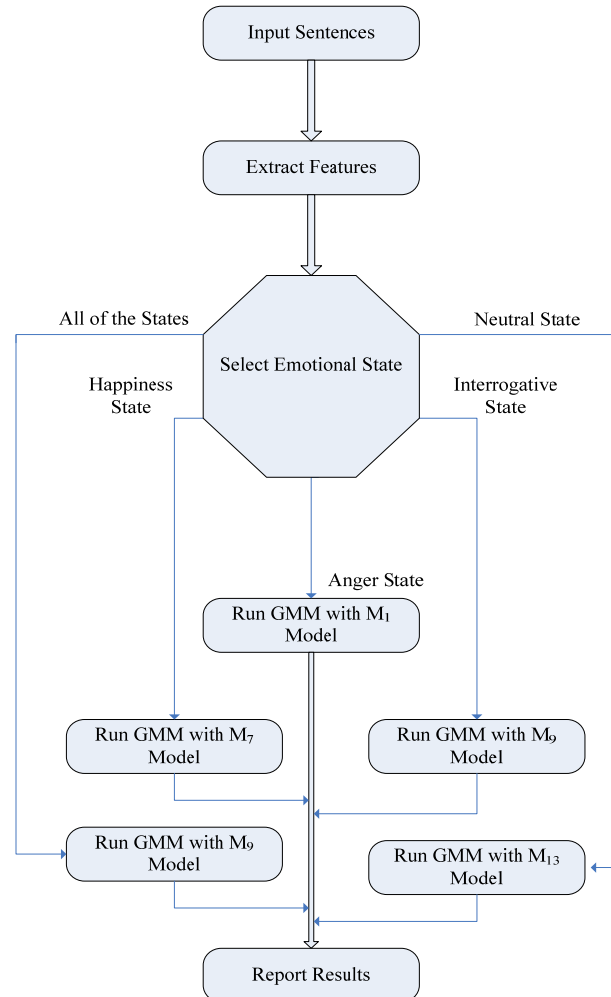 Input Sentences
Extract Features
All of the States
Neutral State
Select Emotional State
Happiness
State
Interrogative
State
Anger State
Run GMM with M₁
Model
Run GMM with M₇
Model
Run GMM with M₉
Model
Run GMM with M₉
Model
Run GMM with M₁₃
Model
Report Results